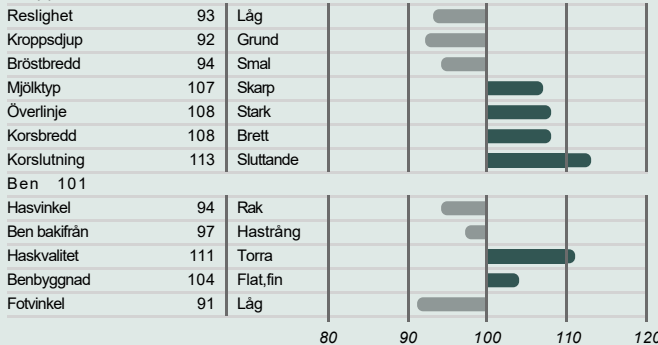 Reslighet 93 Låg
Kroppsdjup 92 Grund
Bröstbredd 94 Smal
Mjölktyp 107 Skarp
Överlinje 108 Stark
Korsbredd 108 Brett
Korslutning 113 Sluttande
Ben 101
Hasvinkel 94 Rak
Ben bakifrån 97 Hastrång
Haskvalitet 111 Torra
Benbyggnad 104 Flat,fin
Fotvinkel 91 Låg
80 90 100 110 120